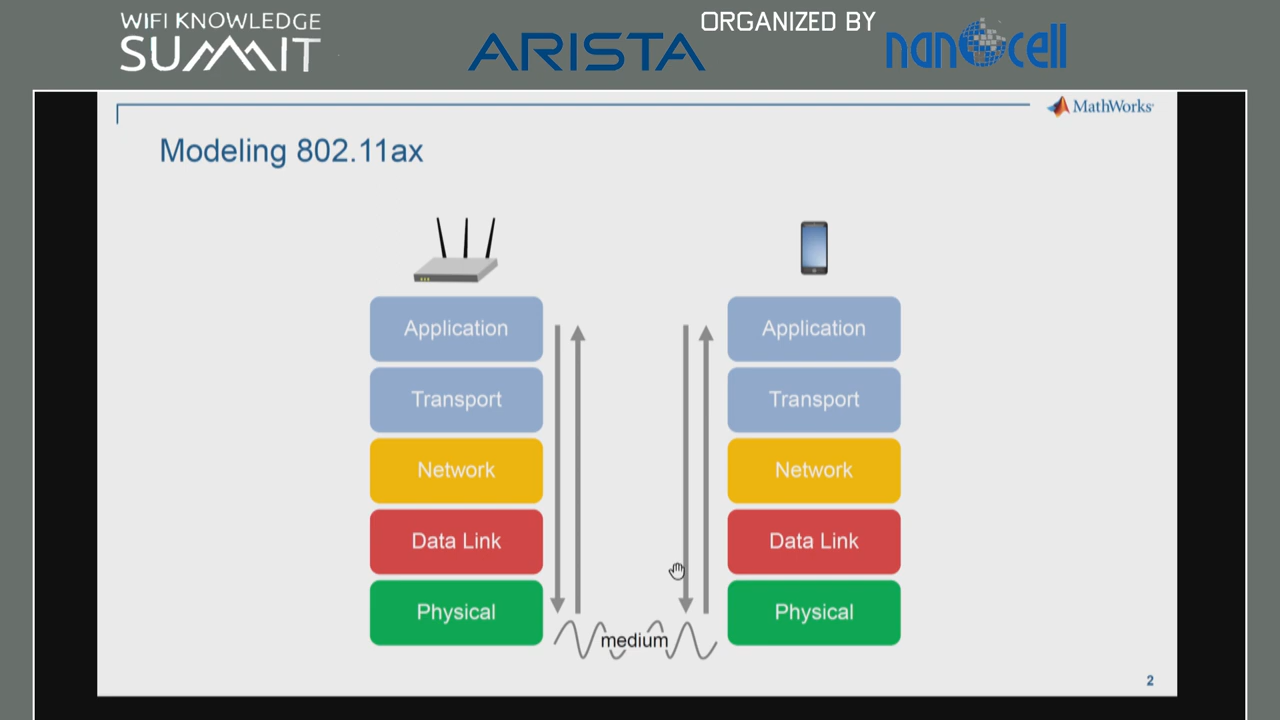 WIFI KNOWLEDGE
SUMMIT
ARISTA
ORGANIZED BY
nanocell
MathWorks
Modeling 802.11ax
Application
Application
Transport
Transport
Network
Network
Data Link
Data Link
Physical
Physical
medium
2